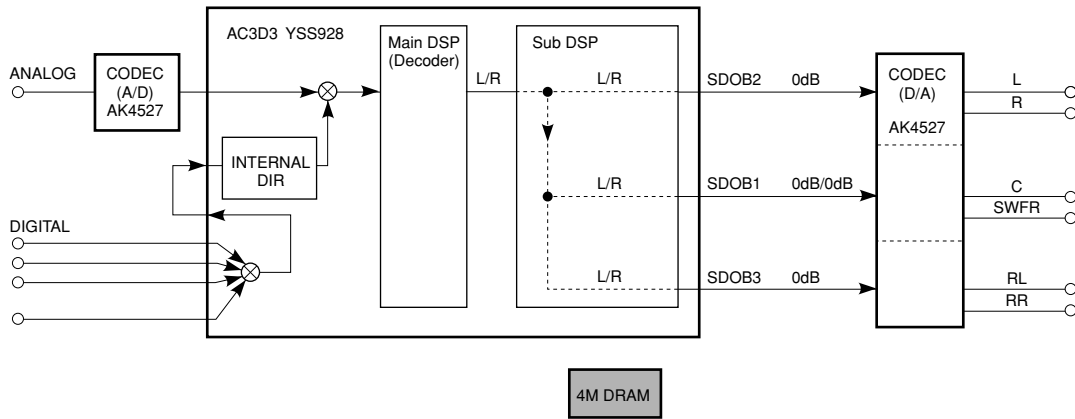 AC3D3 YSS928
Main DSP
(Decoder)
Sub DSP
ANALOG
CODEC
(A/D)
AK4527
L/R
L/R
SDOB2
0dB
CODEC
(D/A)
AK4527
L
R
INTERNAL
DIR
L/R
SDOB1
0dB/0dB
C
SWFR
DIGITAL
L/R
SDOB3
0dB
RL
RR
4M DRAM